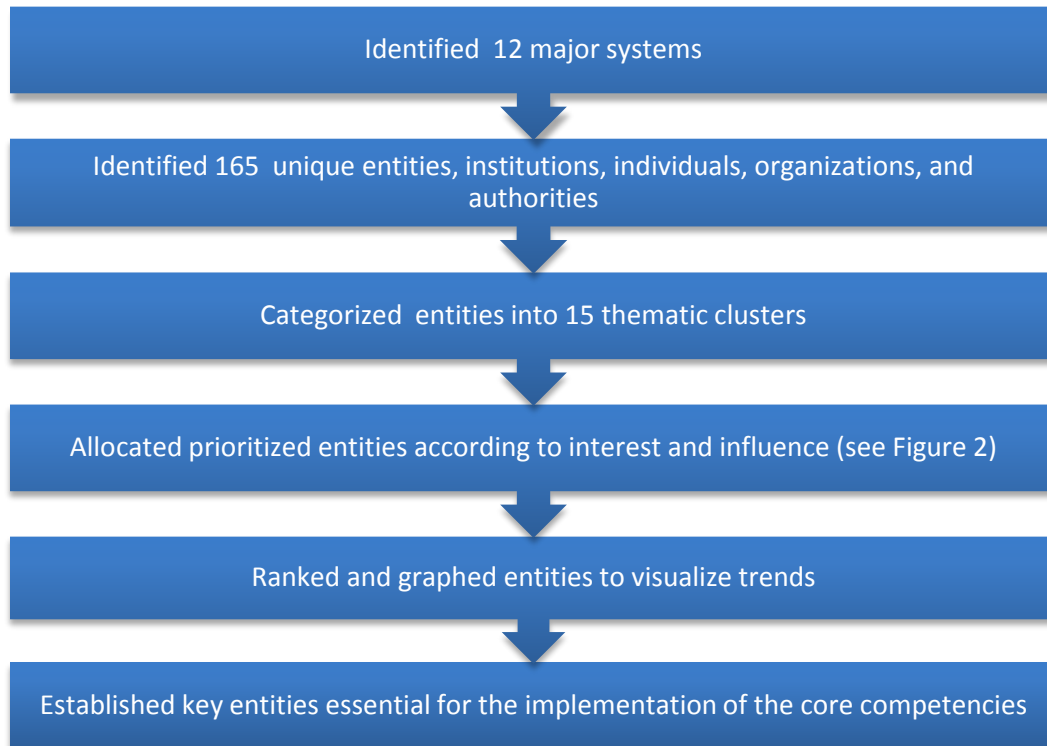 Identified  12 major systems
Identified 165  unique entities, institutions, individuals, organizations, and
authorities
Categorized  entities into 15 thematic clusters
Allocated prioritized entities according to interest and influence (see Figure 2)
Ranked and graphed entities to visualize trends
Established key entities essential for the implementation of the core competencies